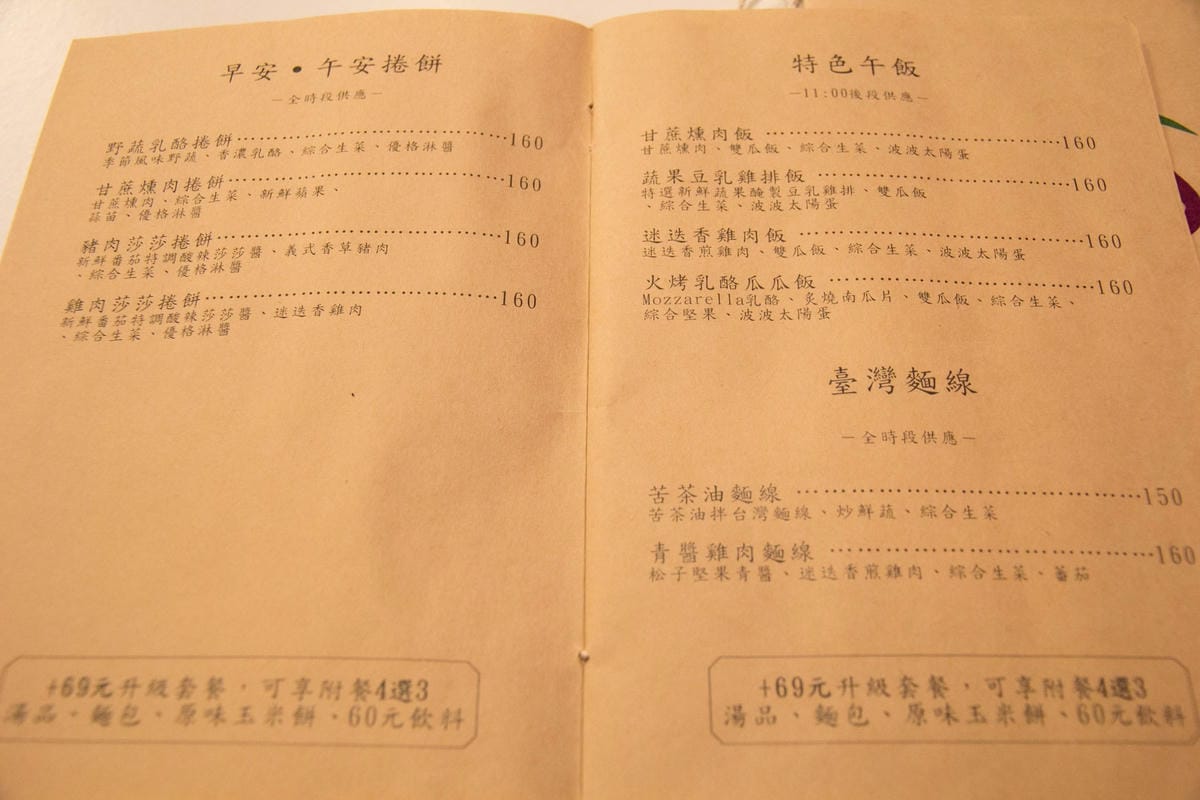 早安•午安捲餅
－全時段供應－
野蔬乳酪捲餅…………………………160
季節風味野蔬、香濃乳酪、綜合生菜、優格淋醬
甘蔗燻肉捲餅…………………………160
甘蔗燻肉、綜合生菜、新鮮蘋果、
蒜苗、優格淋醬
豬肉莎莎捲餅…………………………160
新鮮番茄特調酸辣莎莎醬、義式香草豬肉
、綜合生菜、優格淋醬
雞肉莎莎捲餅…………………………160
新鮮番茄特調酸辣莎莎醬、迷迭香雞肉
、綜合生菜、優格淋醬
+69元升級套餐，可享附餐4選3
湯品、麵包、原味玉米餅、60元飲料
特色午飯
－11:00後段供應－
甘蔗燻肉飯…………………………160
甘蔗燻肉、雙瓜飯、綜合生菜、波波太陽蛋
蔬果豆乳雞排飯…………………………160
特選新鮮蔬果醃製豆乳雞排、雙瓜飯
、綜合生菜、波波太陽蛋
迷迭香雞肉飯…………………………160
迷迭香煎雞肉、雙瓜飯、綜合生菜、波波太陽蛋
火烤乳酪瓜瓜飯…………………………160
Mozzarella乳酪、炙燒南瓜片、雙瓜飯、綜合生菜、
綜合堅果、波波太陽蛋
臺灣麵線
－全時段供應－
苦茶油麵線…………………………150
苦茶油拌台灣麵線、炒鮮蔬、綜合生菜
青醬雞肉麵線…………………………160
松子堅果青醬、迷迭香煎雞肉、綜合生菜、蕃茄
+69元升級套餐，可享附餐4選3
湯品、麵包、原味玉米餅、60元飲料